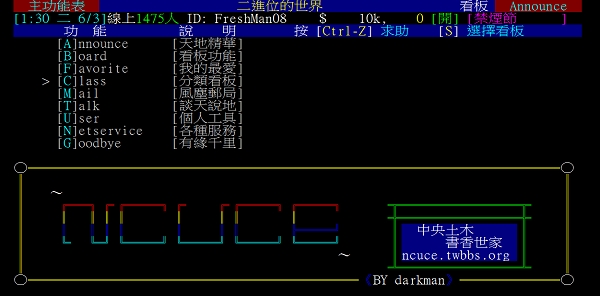 主功能表 二進位的世界 看板 Announce
[1:30 二 6/3]線上1475人 ID: FreshMan08 $ 10k, 0 [開] [禁煙節 ]
功 能 說 明 按 [Ctrl-Z] 求助 [S] 選擇看板
[A]nnounce [天地精華]
[B]oard [看板功能]
[F]avorite [我的最愛]
> [C]lass [分類看板]
[M]ail [風塵郵局]
[T]alk [談天說地]
[U]ser [個人工具]
[N]etservice [各種服務]
[G]oodbye [有緣千里]
~
NCUCE
中央土木
書香世家
ncuce.twbbs.org
~
BY darkman